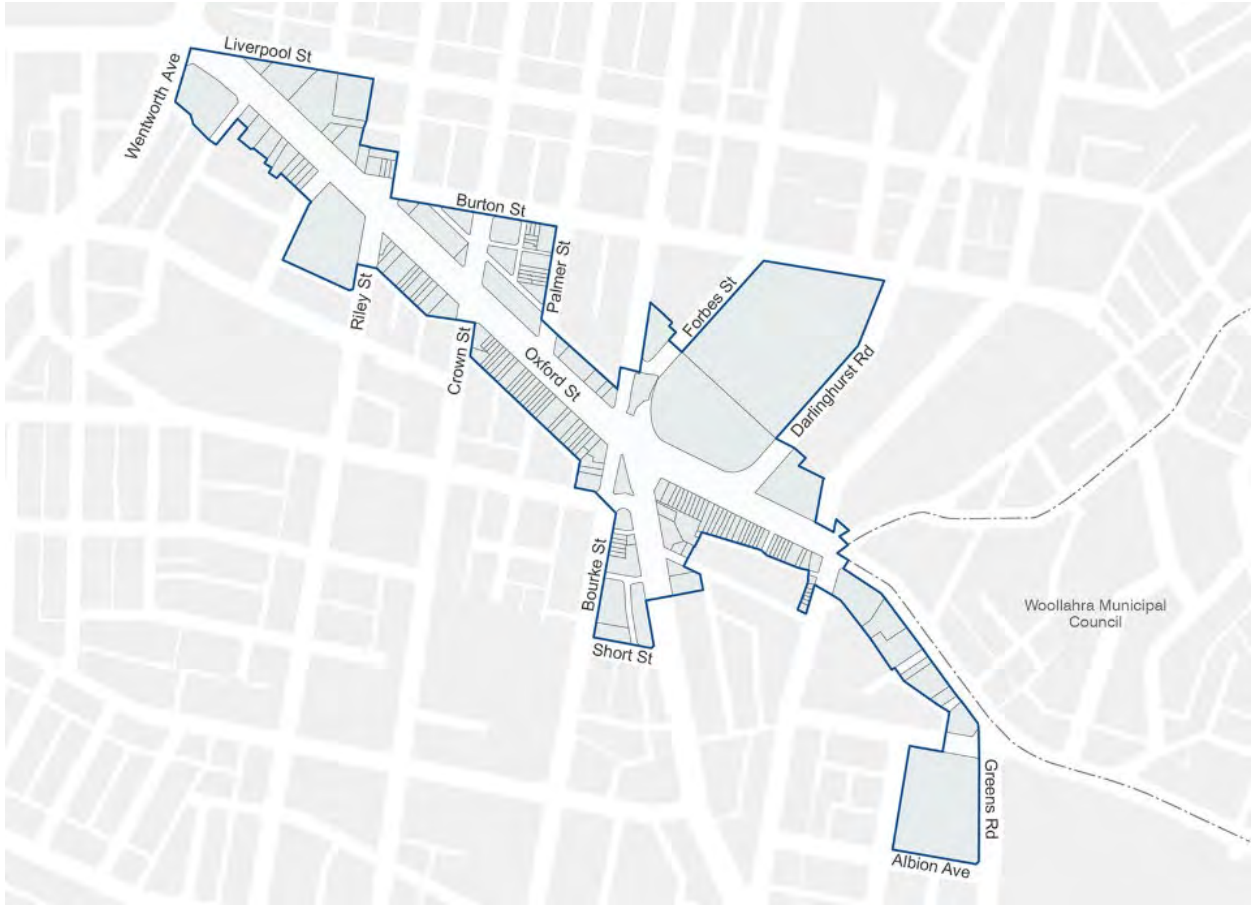 Liverpool St
Wentworth Ave
Burton St
Palmer St
Riley St
Crown St
Oxford St
Forbes St
Darlinghurst Rd
Bourke St
Short St
Woollahra Municipal
Council
Greens Rd
Albion Ave